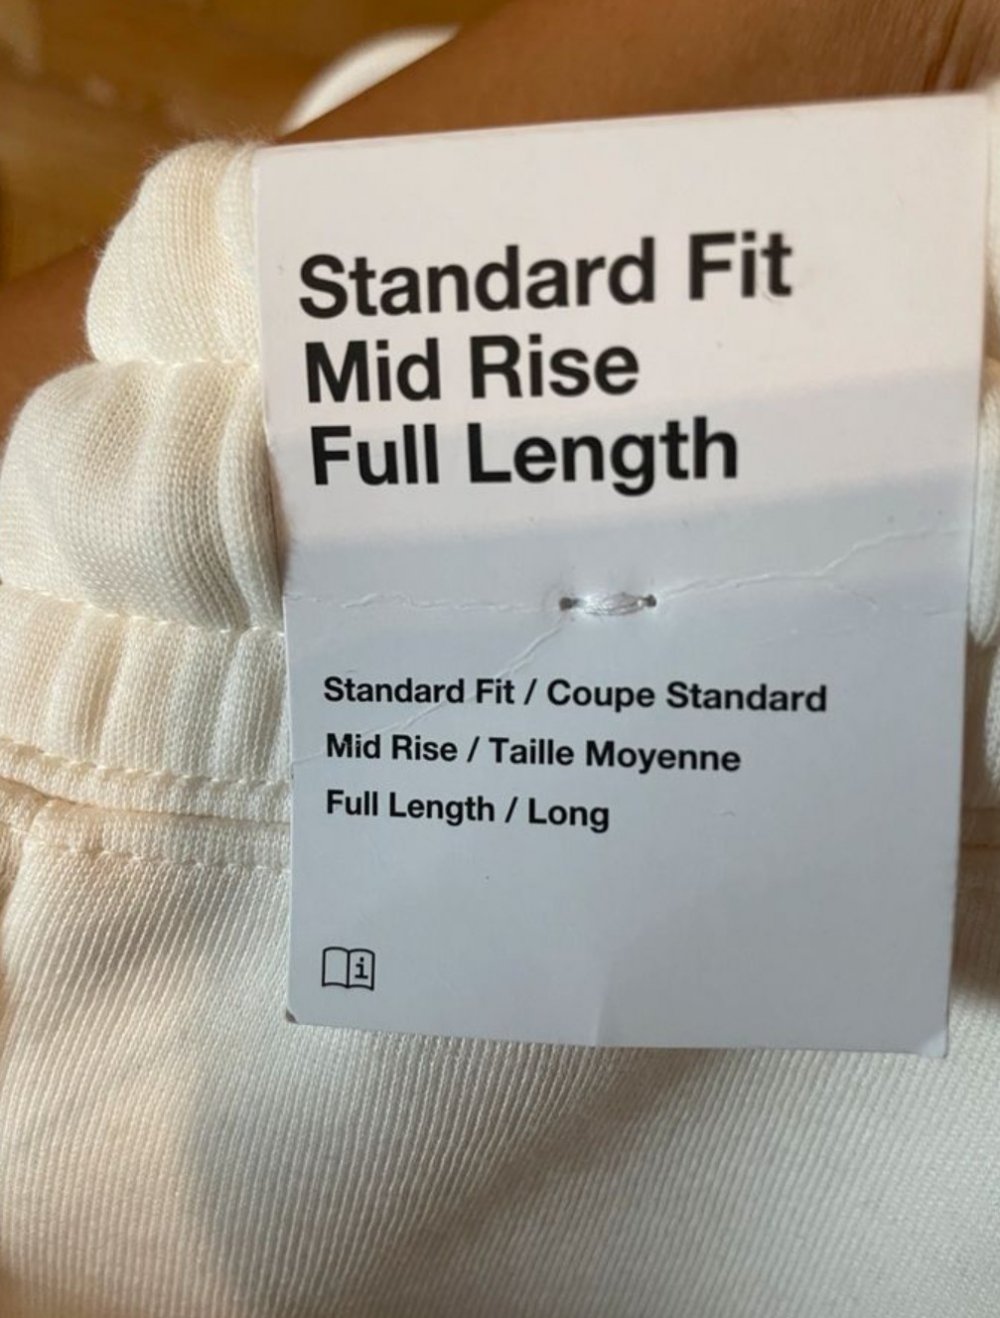 Standard Fit
Mid Rise
Full Length
Standard Fit / Coupe Standard
Mid Rise / Taille Moyenne
Full Length / Long
i